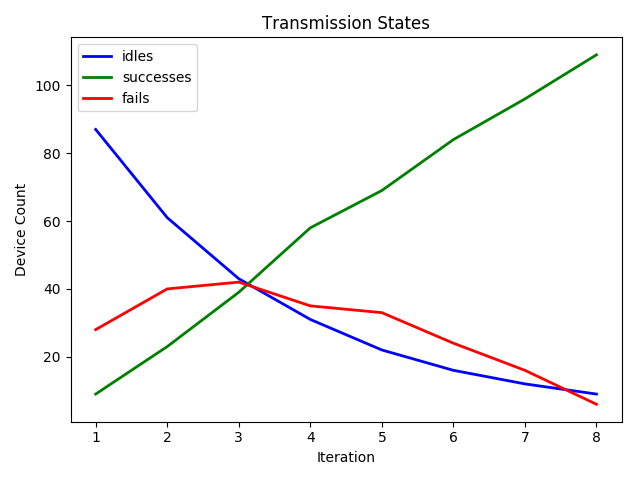 Transmission States
idles
successes
fails
100
80
60
40
20
Device Count
1 2 3 4 5 6 7 8
Iteration